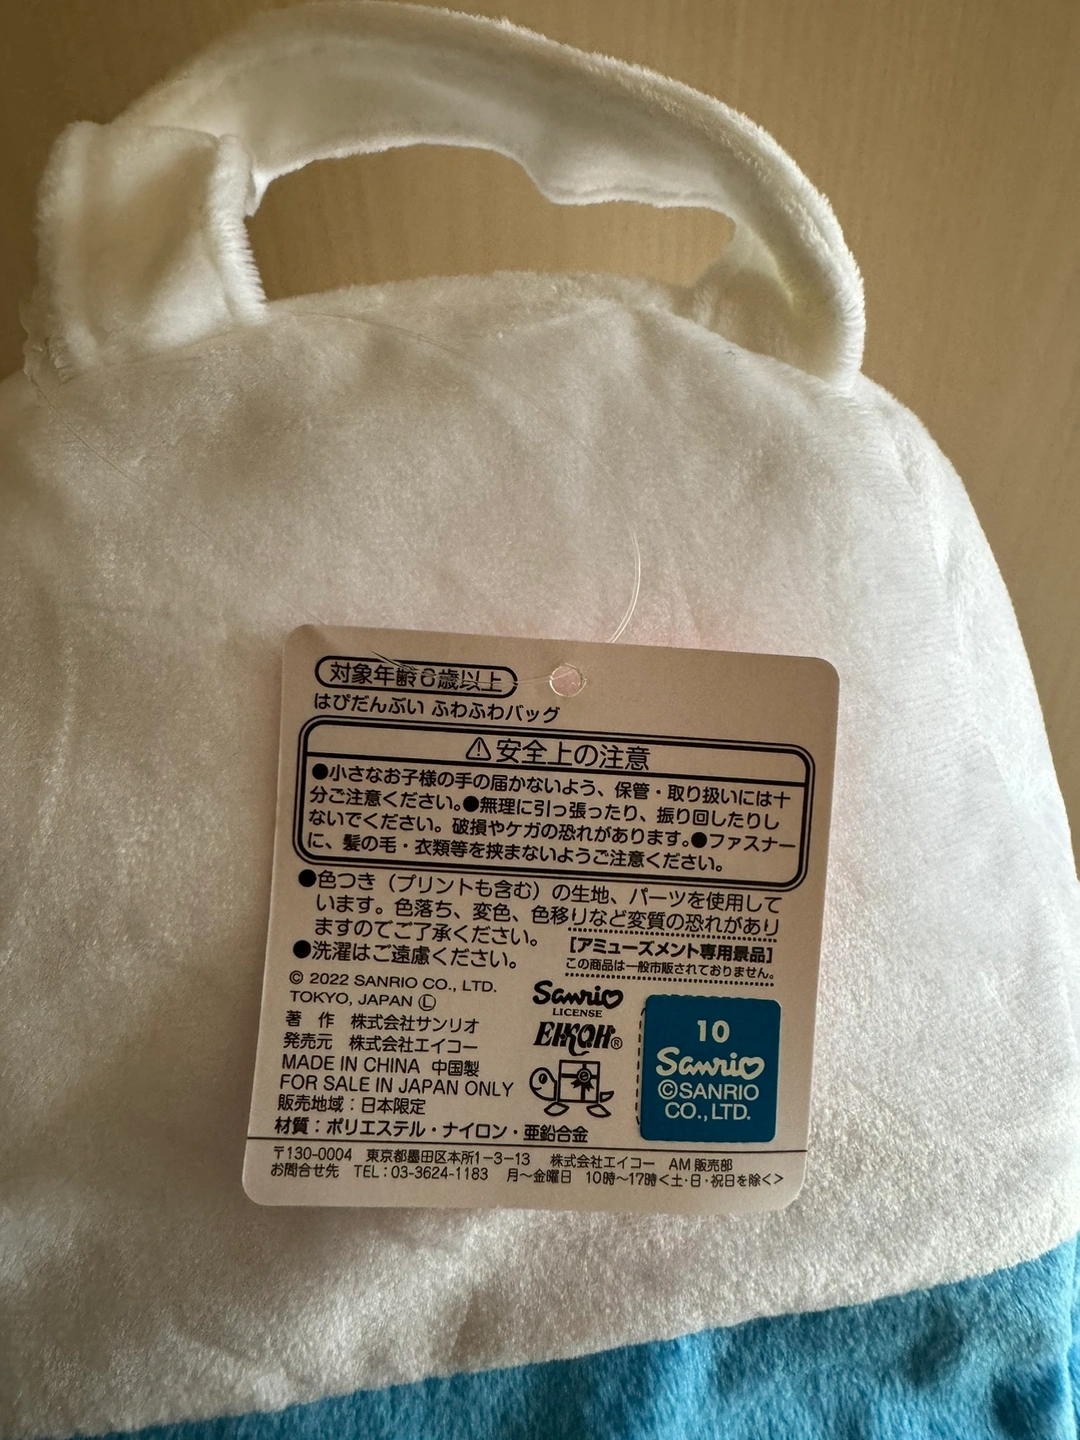 対象年齢6歳以上
はぴだんぶい ふわふわバッグ
⚠安全上の注意
●小さなお子様の手の届かないよう、保管・取り扱いには十
分ご注意ください。●無理に引っ張ったり、振り回したりし
ないでください。破損やケガの恐れがあります。●ファスナー
に、髪の毛・衣類等を挟まないようご注意ください。
●色つき(プリントも含む)の生地、パーツを使用して
います。色落ち、変色、色移りなど変質の恐れがあり
ますのでご了承ください。
●洗濯はご遠慮ください。
[アミューズメント専用景品]
この商品は一般市販されておりません。
© 2022 SANRIO CO., LTD.
TOKYO, JAPAN Ⓛ
著 作 株式会社サンリオ
発売元 株式会社エイコー
MADE IN CHINA 中国製
FOR SALE IN JAPAN ONLY
販売地域:日本限定
材質:ポリエステル・ナイロン・亜鉛合金
Sanrio
LICENSE
EIKOH®
10
Sanrio
©SANRIO
CO., LTD.
〒130-0004 東京都墨田区本所1-3-13 株式会社エイコー AM販売部
お問合せ先 TEL:03-3624-1183 月~金曜日 10時~17時<土・日・祝日を除く>